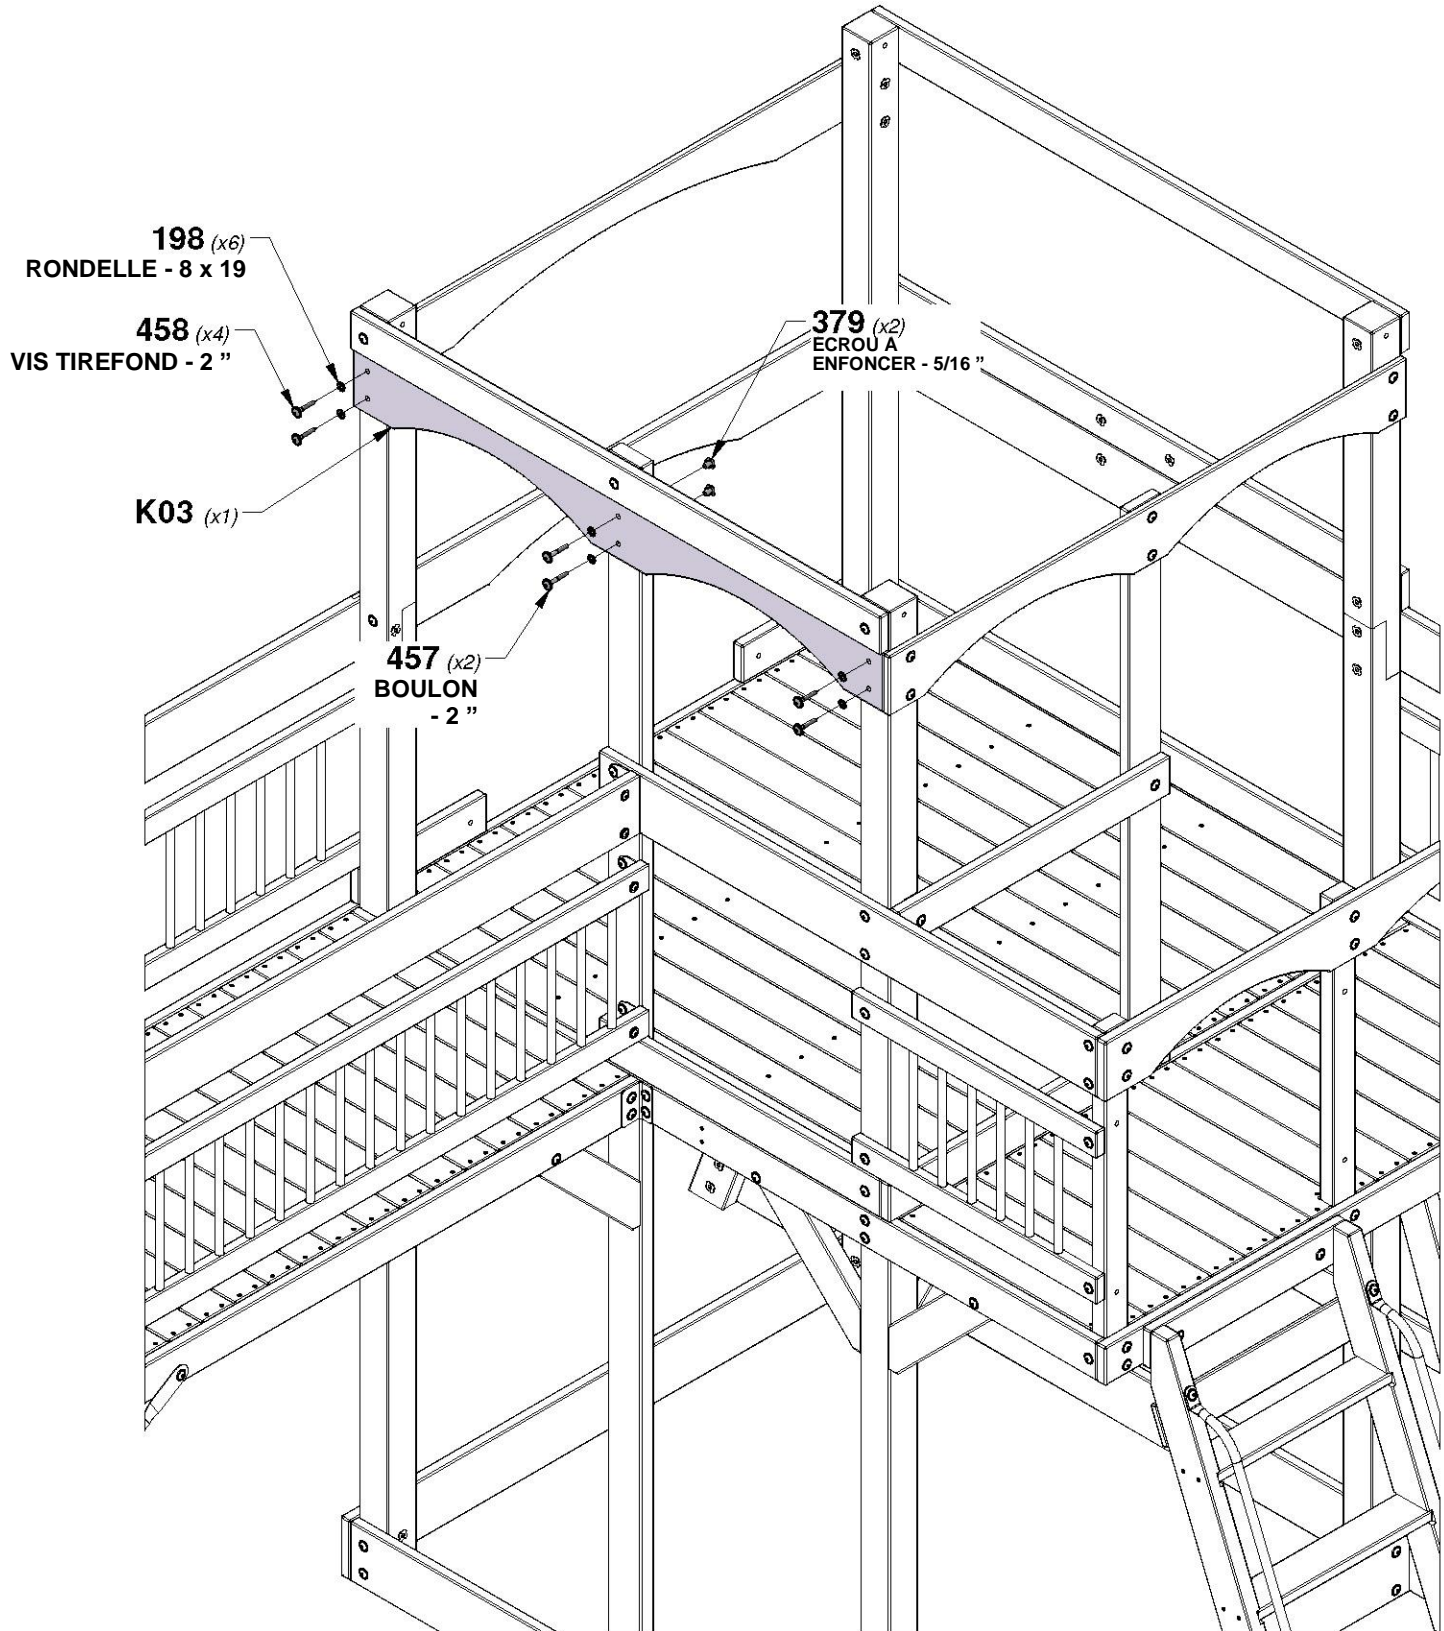 198 (x6)
RONDELLE - 8 x 19
458 (x4)
VIS TIREFOND - 2 ”
379 (x2)
ECROU A
ENFONCER - 5/16 ”
K03 (x1)
457 (x2)
BOULON
- 2 ”